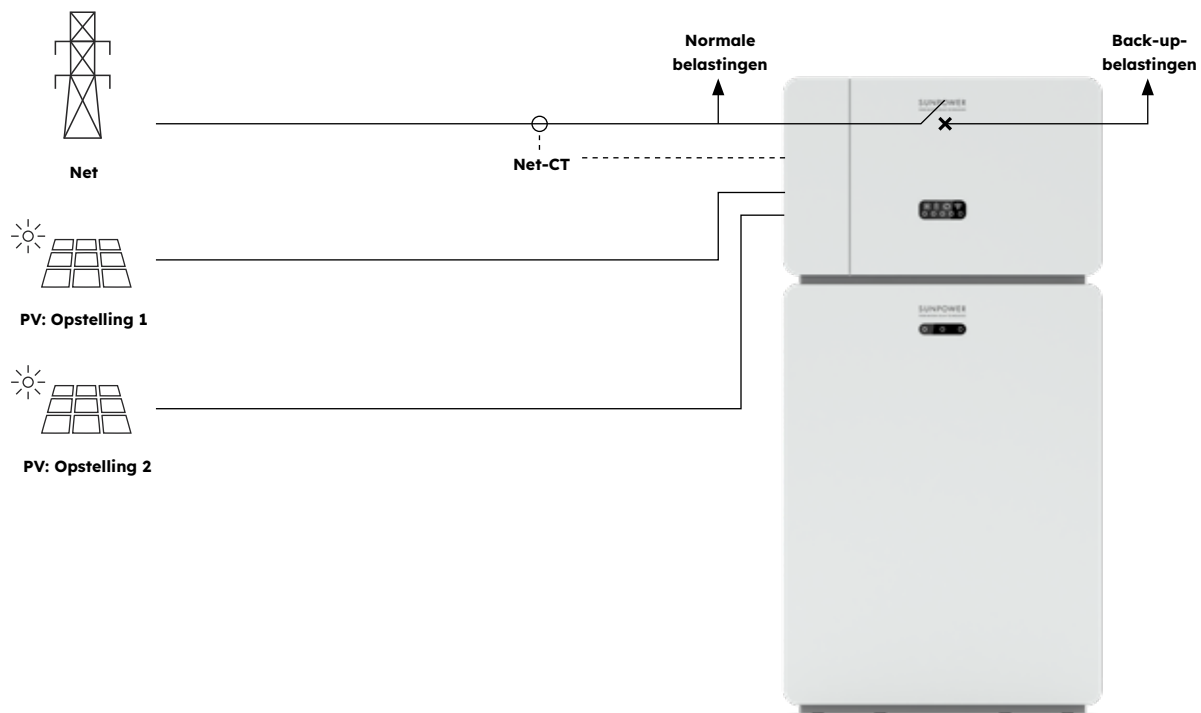 Normale
belastingen
Back-up-
belastingen
SUNPOWER
Net
Net-CT
PV: Opstelling 1
SUNPOWER
PV: Opstelling 2